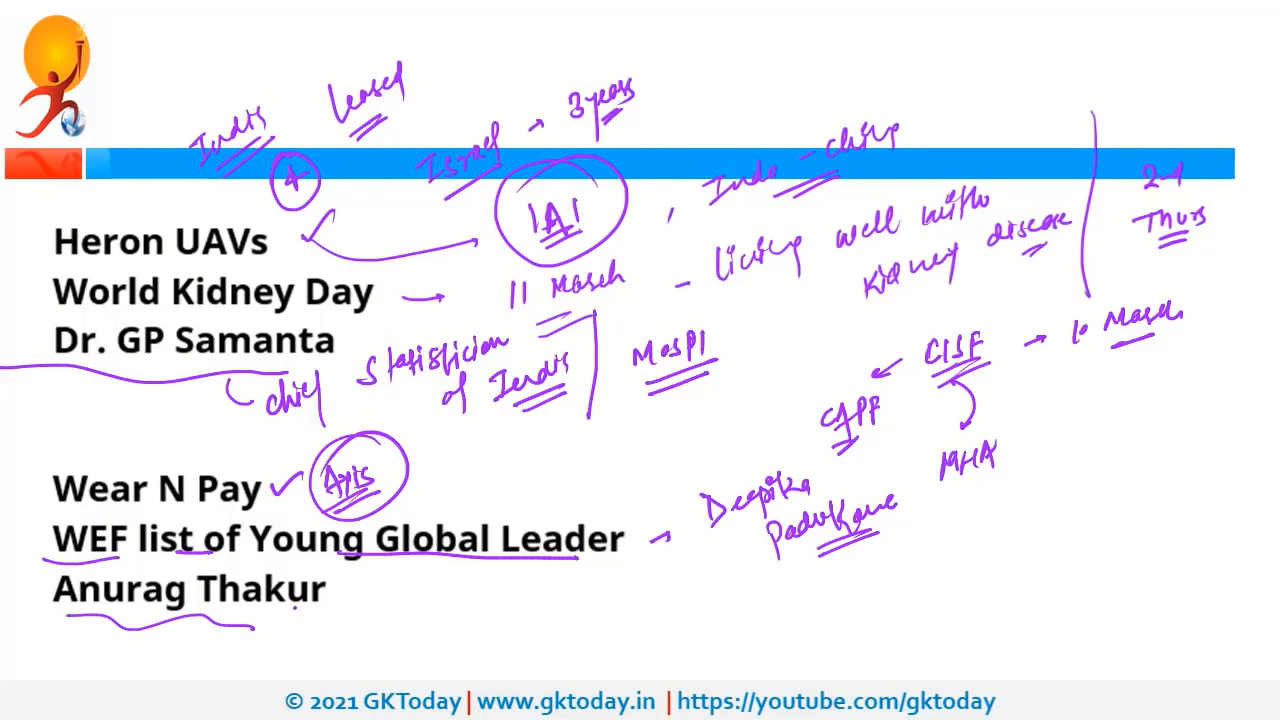 India leased
Israel → 3 years
4
IAI , Indo - China
2nd
Thurs
Heron UAVs
World Kidney Day → 11 March - living well with
kidney disease
Dr. GP Samanta
chief Statistician
of India
MOSPI
CISF → 10 March
CAPF
MHA
Wear N Pay Axis
WEF list of Young Global Leader → Deepika
Padukone
Anurag Thakur
© 2021 GKToday | www.gktoday.in | https://youtube.com/gktoday